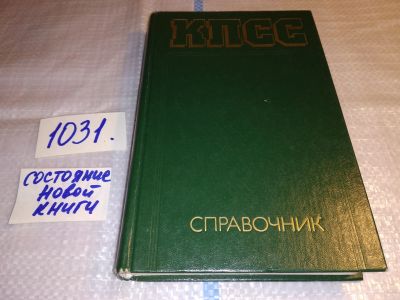 КПСС
СПРАВОЧНИК
1031.
состояние
новой
книги